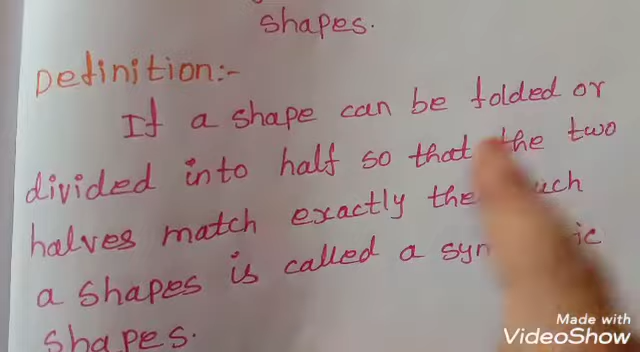 shapes.
Definition:-
If a shape can be folded or
divided into half so that the two
halves match exactly
a shapes is called a
shapes.
Made with
VideoShow